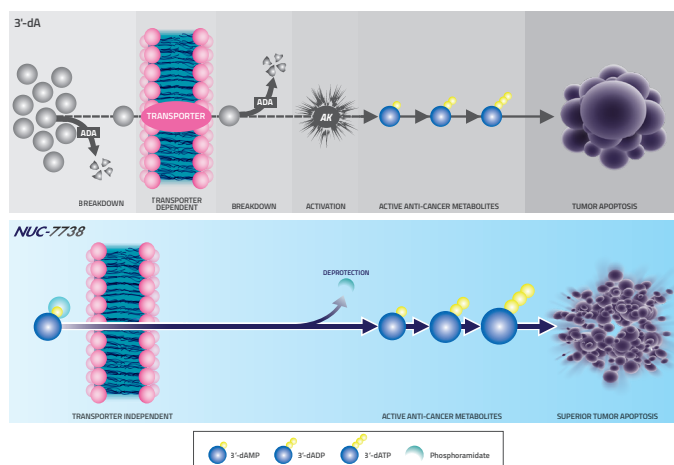 3'-dA
ADA
TRANSPORTER
ADA
AK
BREAKDOWN
TRANSPORTER
DEPENDENT
BREAKDOWN
ACTIVATION
ACTIVE ANTI-CANCER METABOLITES
TUMOR APOPTOSIS
NUC-7738
DEPROTECTION
TRANSPORTER INDEPENDENT
ACTIVE ANTI-CANCER METABOLITES
SUPERIOR TUMOR APOPTOSIS
3'-dAMP
3'-dADP
3'-dATP
Phosphoramidate